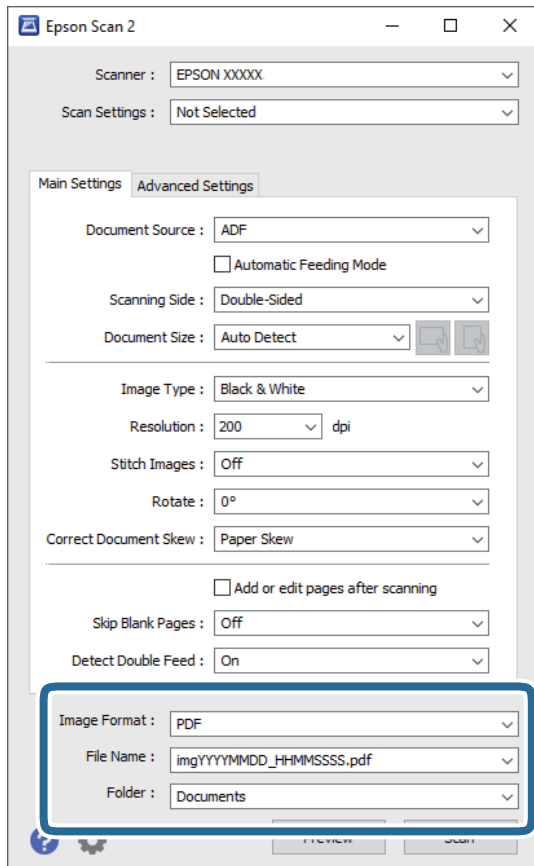 Epson Scan 2
Scanner : EPSON XXXXX
Scan Settings : Not Selected
Main Settings Advanced Settings
Document Source : ADF
Automatic Feeding Mode
Scanning Side : Double-Sided
Document Size : Auto Detect
Image Type : Black & White
Resolution : 200 dpi
Stitch Images : Off
Rotate : 0°
Correct Document Skew : Paper Skew
Add or edit pages after scanning
Skip Blank Pages : Off
Detect Double Feed : On
Image Format : PDF
File Name : imgYYYYMMDD_HHMMSSSS.pdf
Folder : Documents
? Preview Scan